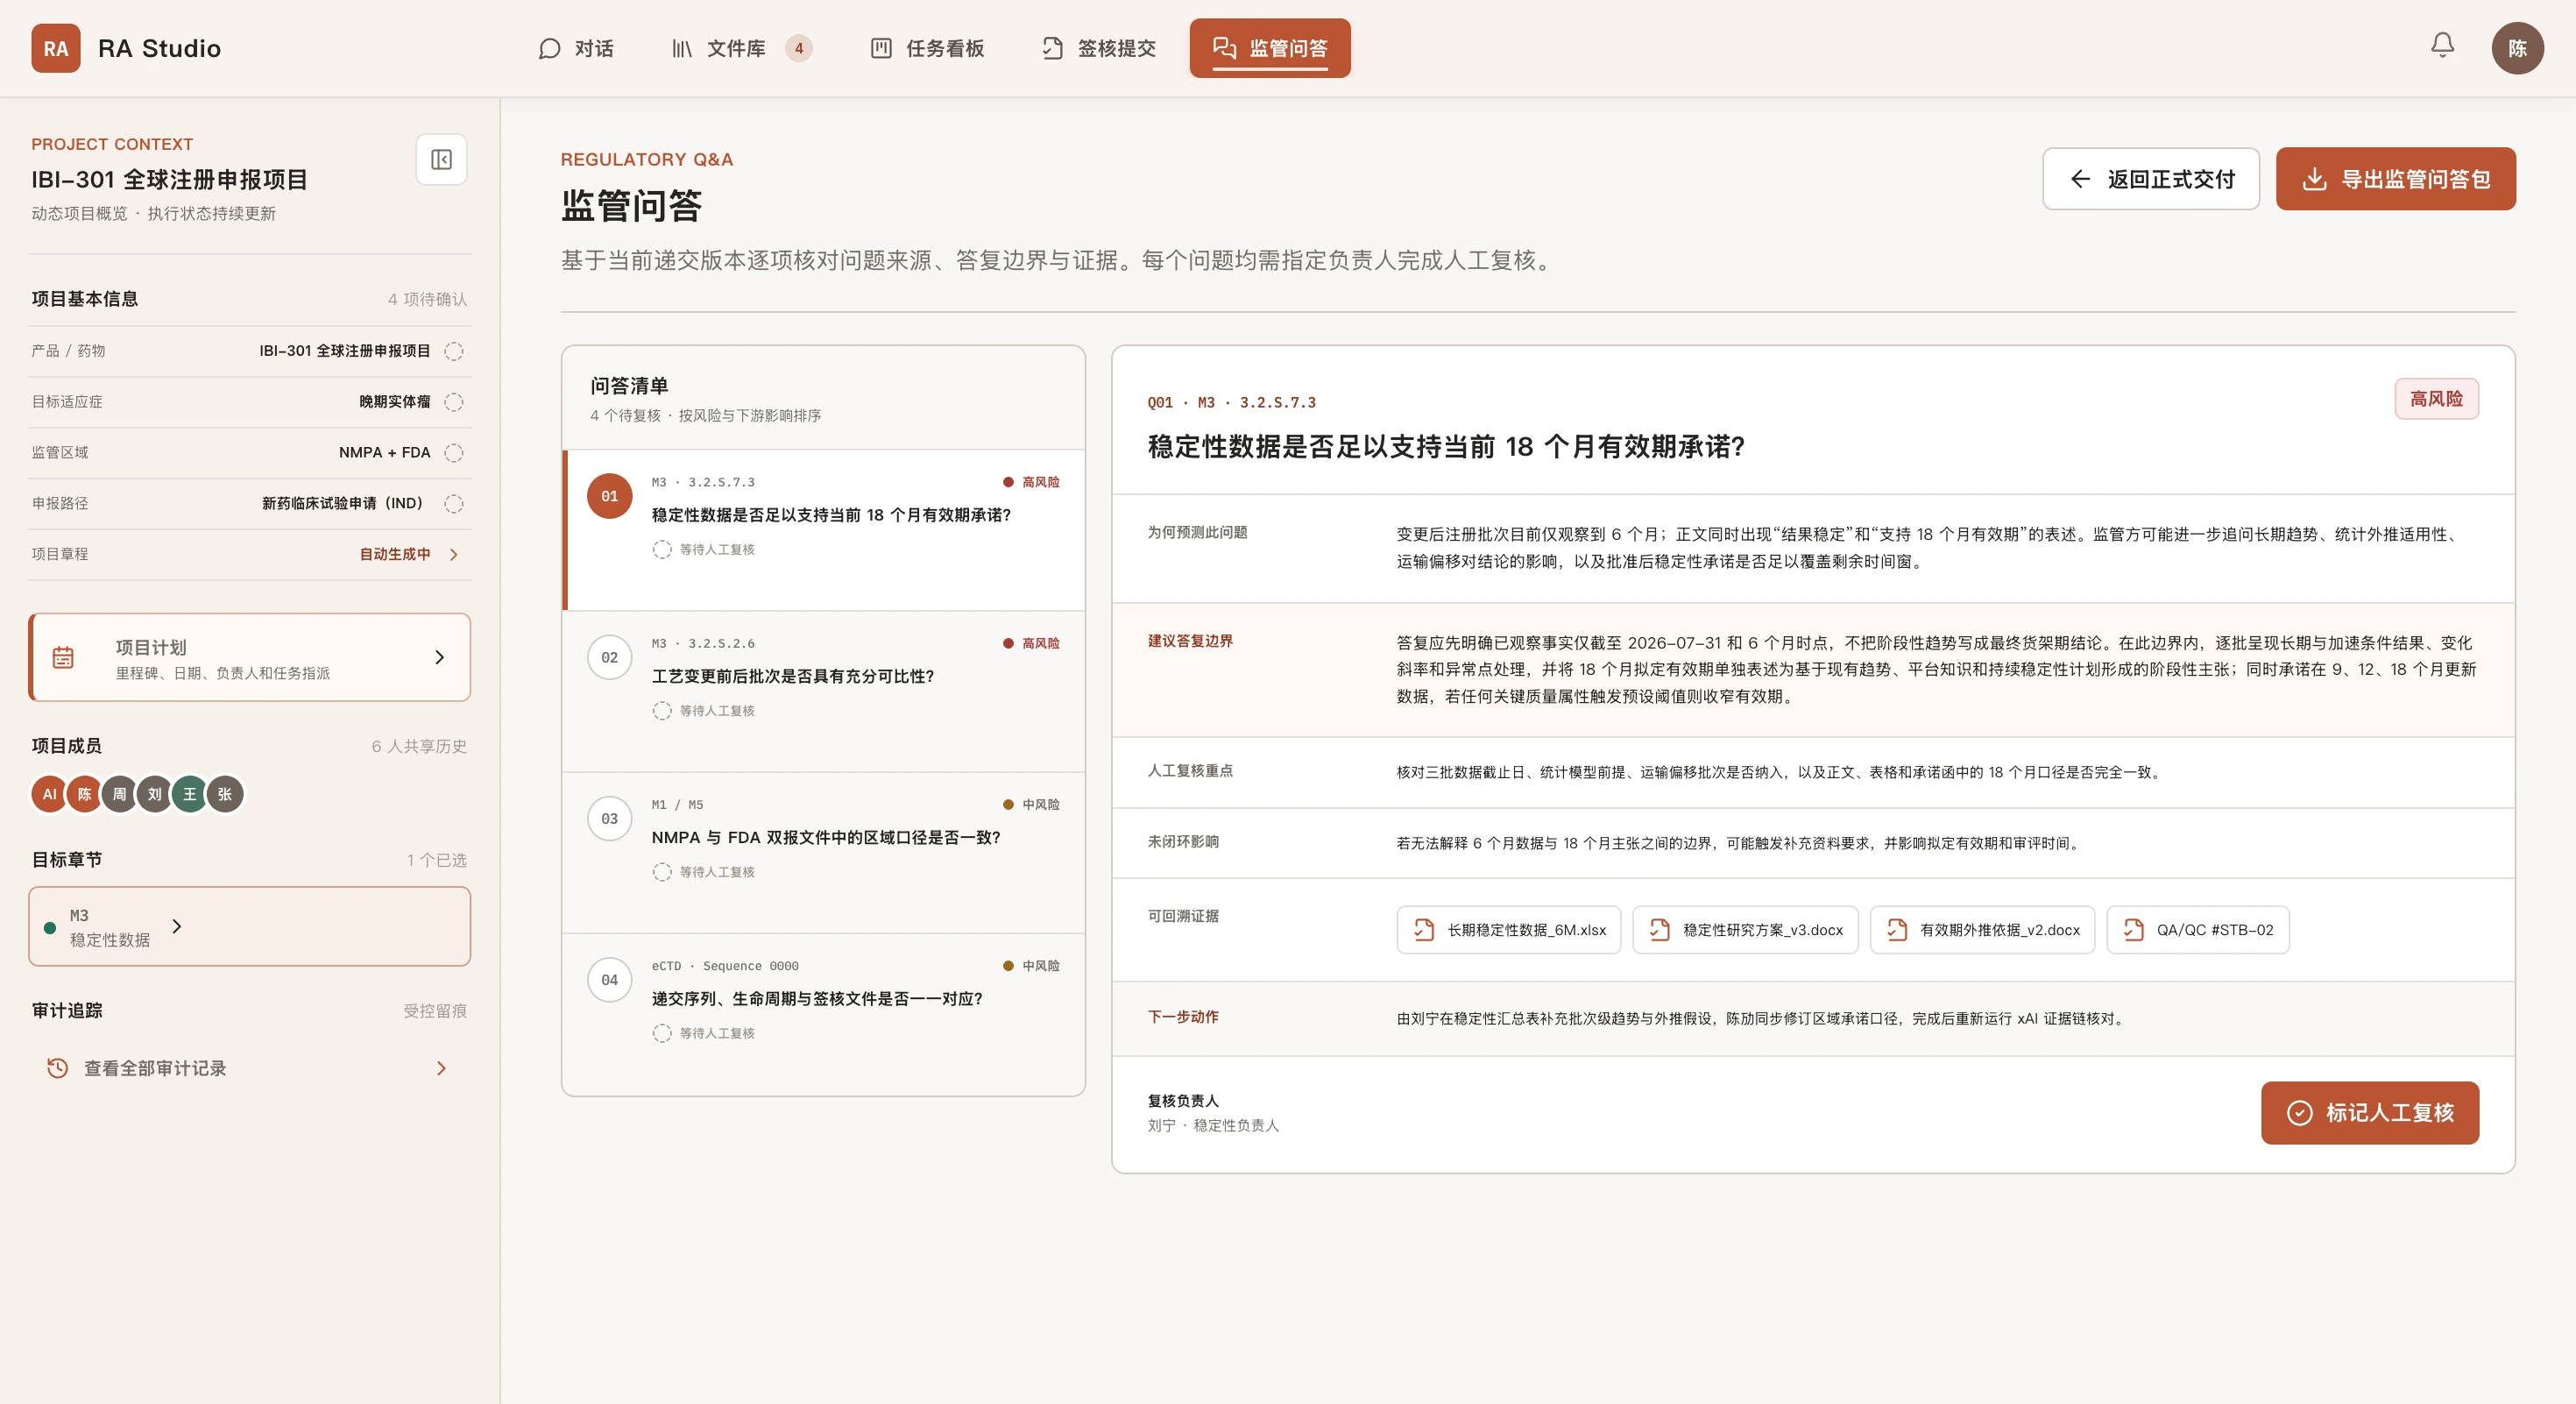 RA
RA Studio
对话
文件库
4
任务看板
签核提交
监管问答
陈
PROJECT CONTEXT
IBI-301 全球注册申报项目
动态项目概览 · 执行状态持续更新
项目基本信息
4 项待确认
产品 / 药物
IBI-301 全球注册申报项目
目标适应症
晚期实体瘤
监管区域
NMPA + FDA
申报路径
新药临床试验申请（IND）
项目章程
自动生成中
项目计划
里程碑、日期、负责人和任务指派
项目成员
6 人共享历史
AI
陈
周
刘
王
张
目标章节
1 个已选
M3
稳定性数据
审计追踪
受控留痕
查看全部审计记录
REGULATORY Q&A
监管问答
基于当前递交版本逐项核对问题来源、答复边界与证据。每个问题均需指定负责人完成人工复核。
返回正式交付
导出监管问答包
问答清单
4 个待复核 · 按风险与下游影响排序
01
M3 · 3.2.S.7.3
高风险
稳定性数据是否足以支持当前 18 个月有效期承诺？
等待人工复核
02
M3 · 3.2.S.2.6
高风险
工艺变更前后批次是否具有充分可比性？
等待人工复核
03
M1 / M5
中风险
NMPA 与 FDA 双报文件中的区域口径是否一致？
等待人工复核
04
eCTD · Sequence 0000
中风险
递交序列、生命周期与签核文件是否一一对应？
等待人工复核
Q01 · M3 · 3.2.S.7.3
高风险
稳定性数据是否足以支持当前 18 个月有效期承诺？
为何预测此问题
变更后注册批次目前仅观察到 6 个月；正文同时出现“结果稳定”和“支持 18 个月有效期”的表述。监管方可能进一步追问长期趋势、统计外推适用性、
运输偏移对结论的影响，以及批准后稳定性承诺是否足以覆盖剩余时间窗。
建议答复边界
答复应先明确已观察事实仅截至 2026-07-31 和 6 个月时点，不把阶段性趋势写成最终货架期结论。在此边界内，逐批呈现长期与加速条件结果、变化
斜率和异常点处理，并将 18 个月拟定有效期单独表述为基于现有趋势、平台知识和持续稳定性计划形成的阶段性主张；同时承诺在 9、12、18 个月更新
数据，若任何关键质量属性触发预设阈值则收窄有效期。
人工复核重点
核对三批数据截止日、统计模型前提、运输偏移批次是否纳入，以及正文、表格和承诺函中的 18 个月口径是否完全一致。
未闭环影响
若无法解释 6 个月数据与 18 个月主张之间的边界，可能触发补充资料要求，并影响拟定有效期和审评时间。
可回溯证据
长期稳定性数据_6M.xlsx
稳定性研究方案_v3.docx
有效期外推依据_v2.docx
QA/QC #STB-02
下一步动作
由刘宁在稳定性汇总表补充批次级趋势与外推假设，陈劢同步修订区域承诺口径，完成后重新运行 xAI 证据链核对。
复核负责人
刘宁 · 稳定性负责人
标记人工复核